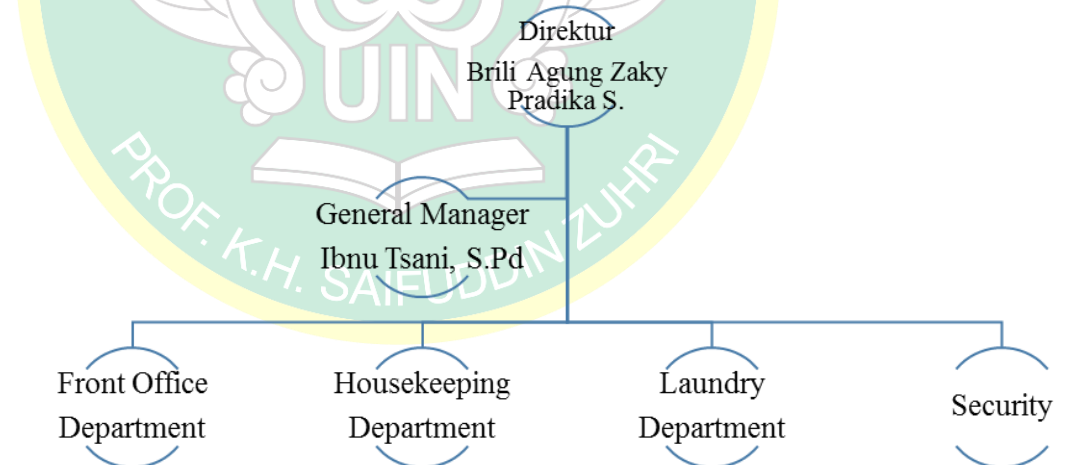 Direktur
Brili Agung Zaky
Pradika S.
UIN
PROF. K.H. SAIFUDDIN ZUHRI
General Manager
Ibnu Tsani, S.Pd
Front Office
Department
Housekeeping
Department
Laundry
Department
Security